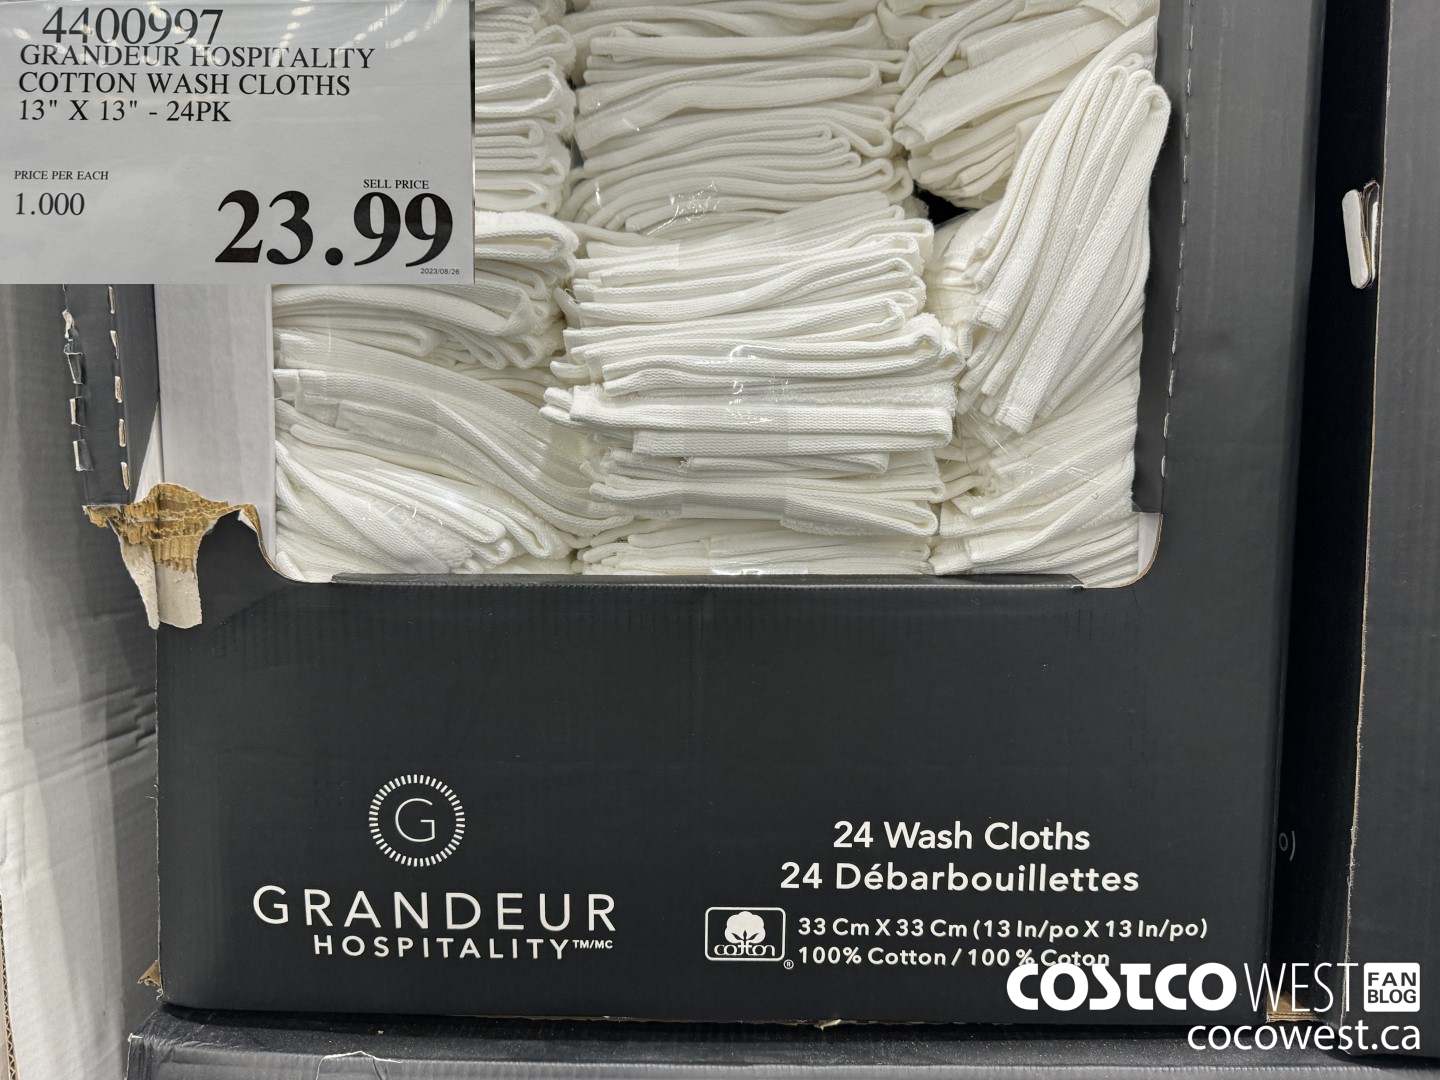 4400997
GRANDEUR HOSPITALITY
COTTON WASH CLOTHS
13" X 13" - 24PK
PRICE PER EACH
1.000
SELL PRICE
23.99
2023/08/26
G
GRANDEUR
HOSPITALITY™/MC
24 Wash Cloths
24 Débarbouillettes
cotton ®
33 Cm X 33 Cm (13 In/po X 13 In/po)
100% Cotton / 100 % Coton
o)
COSTCO WEST FAN BLOG
cocowest.ca